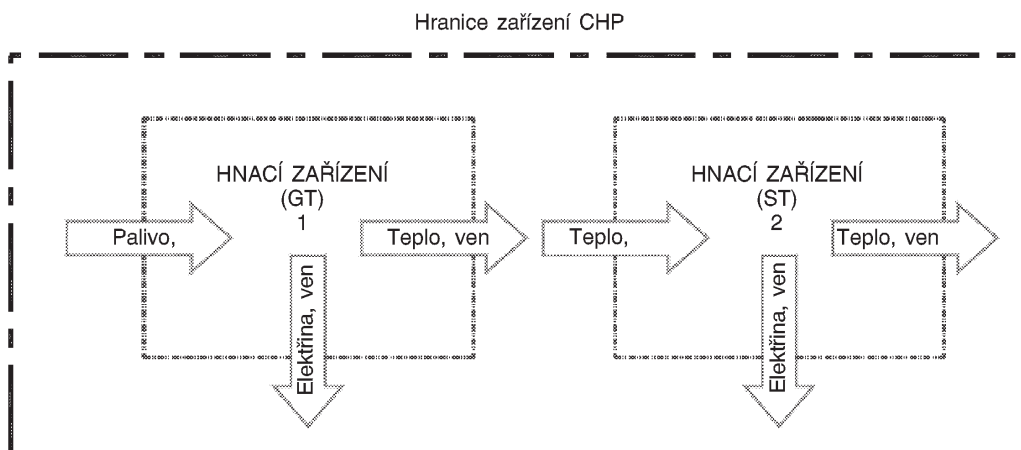 Hranice zařízení CHP
HNACÍ ZAŘÍZENÍ
(GT)
1
Palivo,
Teplo, ven
Elektřina, ven
HNACÍ ZAŘÍZENÍ
(ST)
2
Teplo,
Teplo, ven
Elektřina, ven